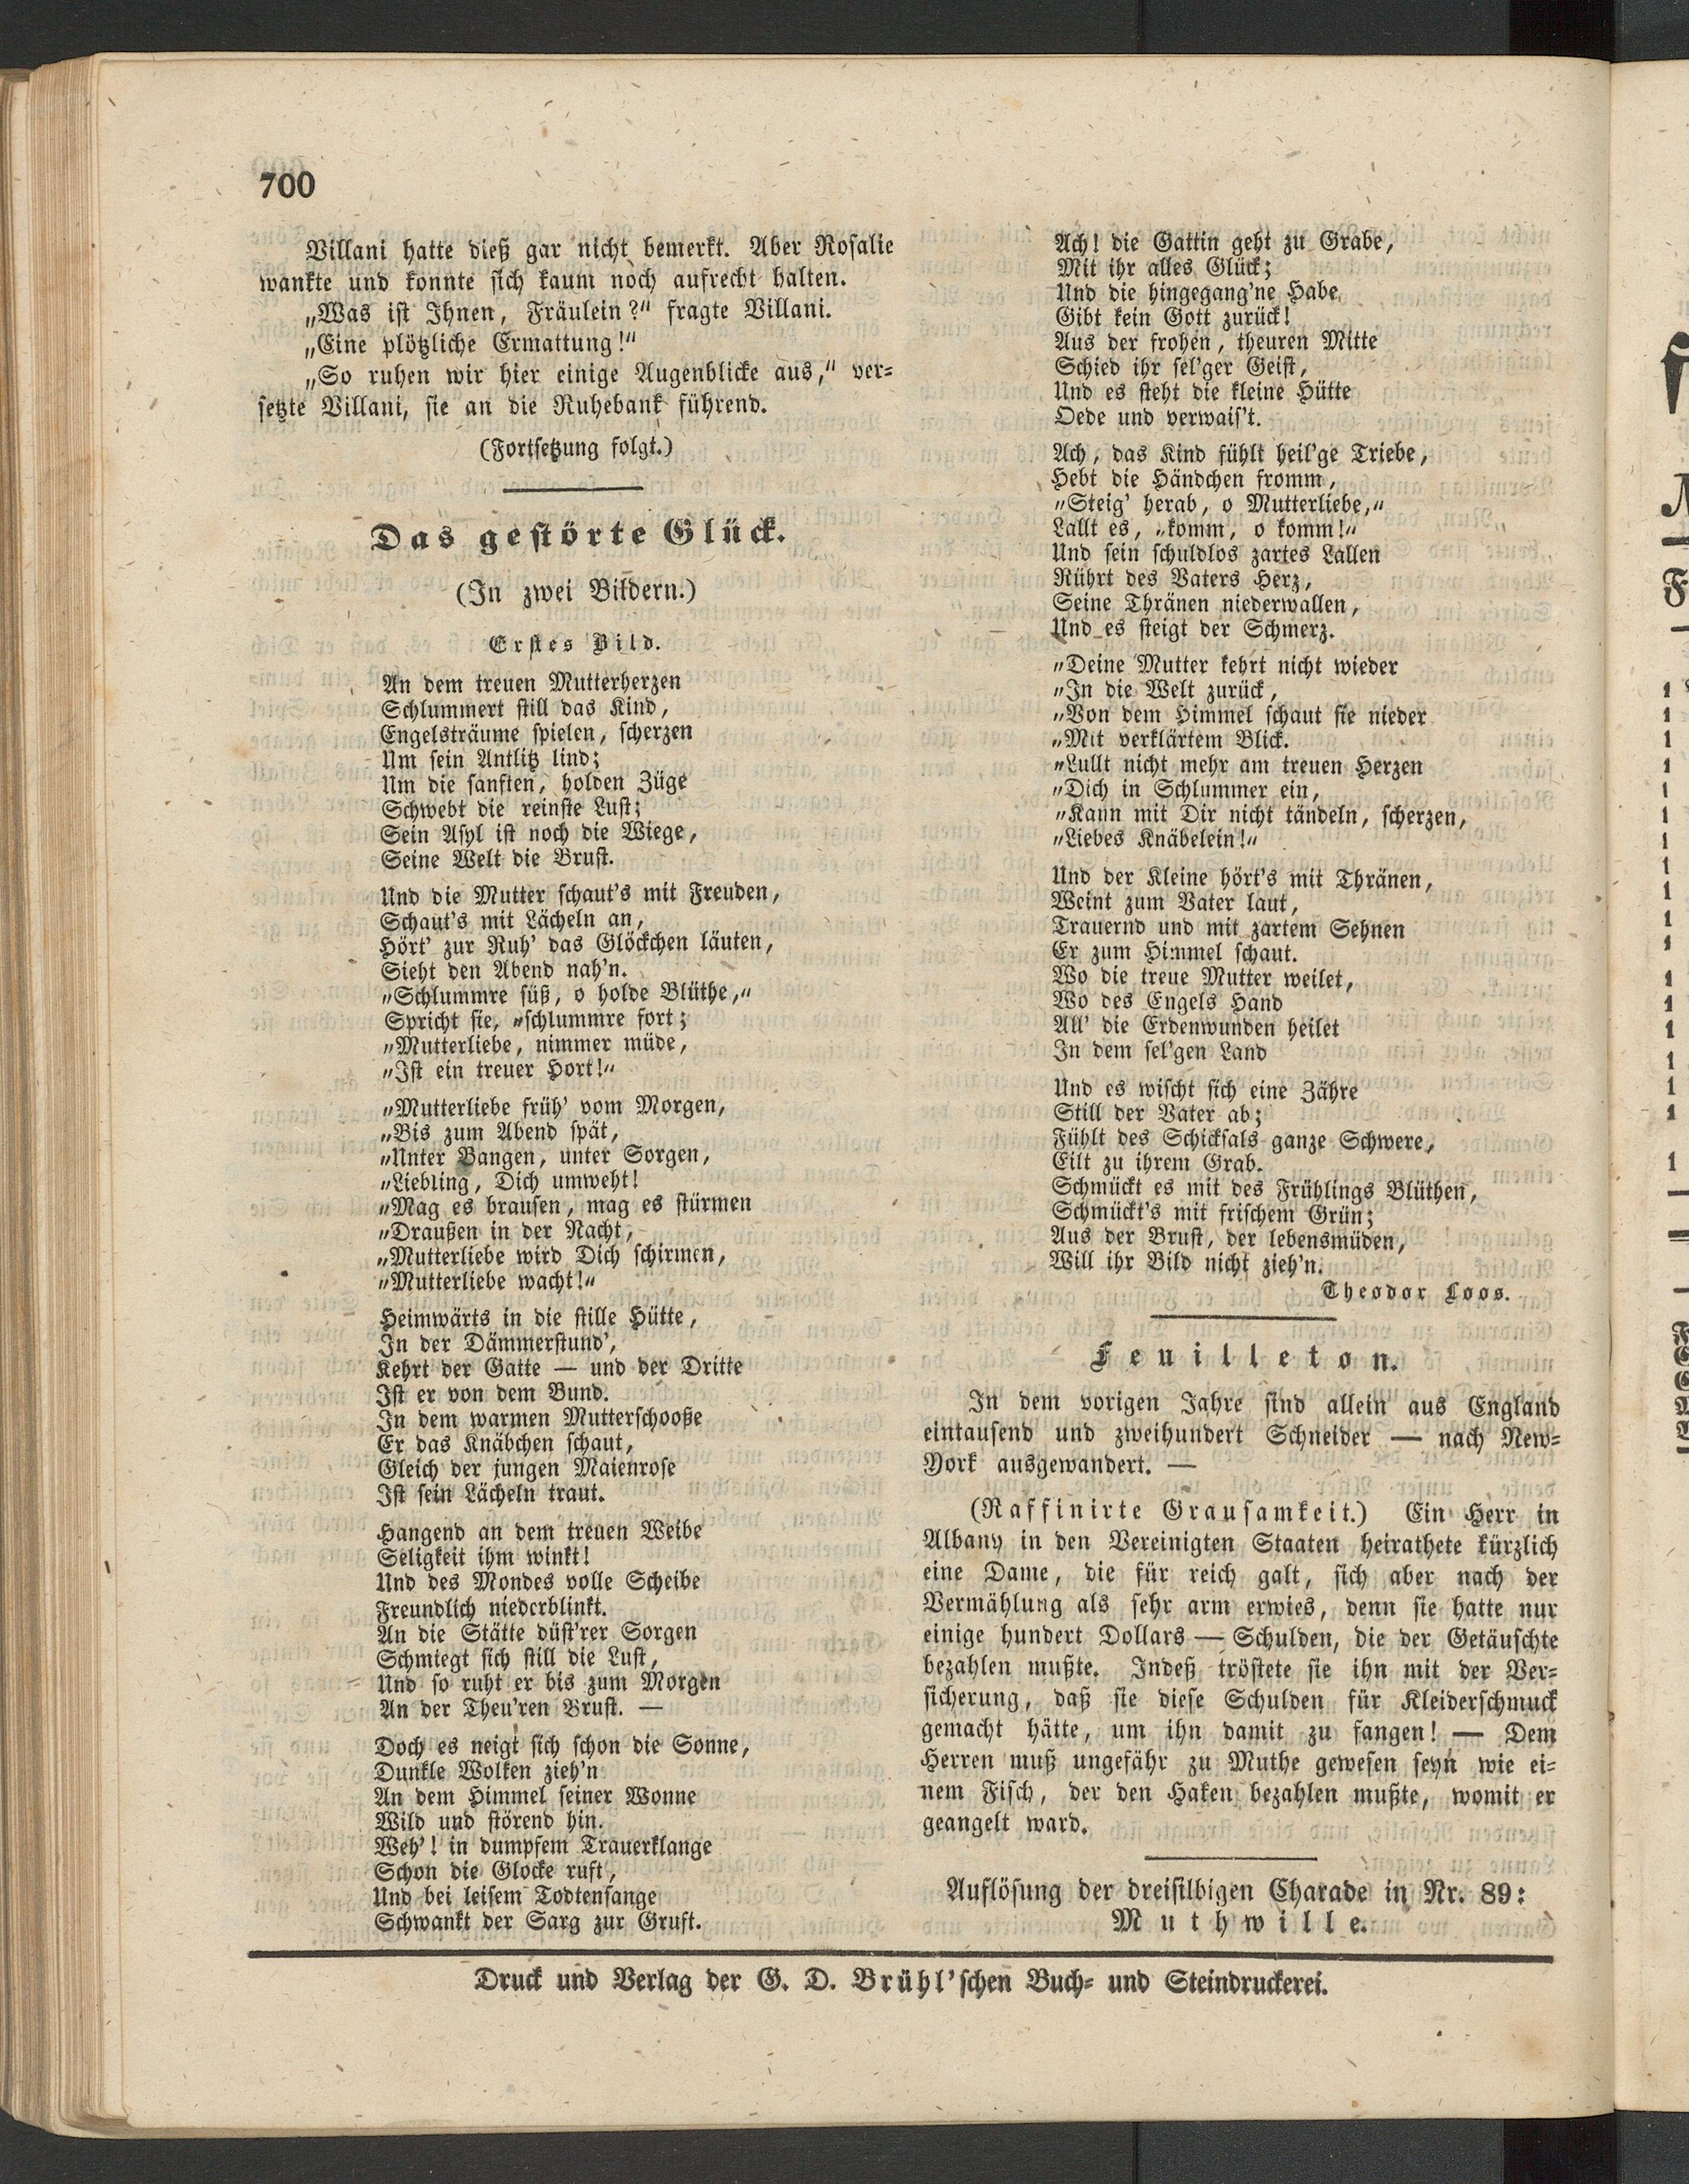 700
Villani hatte dieß gar nicht bemerkt. Aber Rosalie
wankte und konnte sich kaum noch aufrecht halten.
„Was ist Ihnen, Fräulein?“ fragte Villani.
„Eine plötzliche Ermattung!“
„So ruhen wir hier einige Augenblicke aus,“ ver-
setzte Villani, sie an die Ruhebank führend.
(Fortsetzung folgt.)
Das gestörte Glück.
(In zwei Bildern.)
Erstes Bild.
An dem treuen Mutterherzen
Schlummert still das Kind,
Engelsträume spielen, scherzen
Um sein Antlitz lind;
Um die sanften, holden Züge
Schwebt die reinste Lust;
Sein Asyl ist noch die Wiege,
Seine Welt die Brust.
Und die Mutter schaut's mit Freuden,
Schaut's mit Lächeln an,
Hört' zur Ruh' das Glöckchen läuten,
Sieht den Abend nah'n.
„Schlummre süß, o holde Blüthe,“
Spricht sie, „schlummre fort;
„Mutterliebe, nimmer müde,
„Ist ein treuer Hort!“
„Mutterliebe früh' vom Morgen,
„Bis zum Abend spät,
„Unter Bangen, unter Sorgen,
„Liebling, Dich umweht!
„Mag es brausen, mag es stürmen
„Draußen in der Nacht,
„Mutterliebe wird Dich schirmen,
„Mutterliebe wacht!“
Heimwärts in die stille Hütte,
In der Dämmerstund',
Kehrt der Gatte — und der Dritte
Ist er von dem Bund.
In dem warmen Mutterschooße
Er das Knäbchen schaut,
Gleich der jungen Maienrose
Ist sein Lächeln traut.
Hangend an dem treuen Weibe
Seligkeit ihm winkt!
Und des Mondes volle Scheibe
Freundlich niederblinkt.
An die Stätte düst'rer Sorgen
Schmiegt sich still die Lust,
Und so ruht er bis zum Morgen
An der Theu'ren Brust. —
Doch es neigt sich schon die Sonne,
Dunkle Wolken zieh'n
An dem Himmel seiner Wonne
Wild und störend hin.
Weh'! in dumpfem Trauerklange
Schon die Glocke ruft,
Und bei leisem Todtensange
Schwankt der Sarg zur Gruft.
Ach! die Gattin geht zu Grabe,
Mit ihr alles Glück;
Und die hingegang'ne Habe
Gibt kein Gott zurück!
Aus der frohen, theuren Mitte
Schied ihr sel'ger Geist,
Und es steht die kleine Hütte
Oede und verwais't.
Ach, das Kind fühlt heil'ge Triebe,
Hebt die Händchen fromm,
„Steig' herab, o Mutterliebe,“
Lallt es, „komm, o komm!“
Und sein schuldlos zartes Lallen
Rührt des Vaters Herz,
Seine Thränen niederwallen,
Und es steigt der Schmerz.
„Deine Mutter kehrt nicht wieder
„In die Welt zurück,
„Von dem Himmel schaut sie nieder
„Mit verklärtem Blick.
„Lullt nicht mehr am treuen Herzen
„Dich in Schlummer ein,
„Kann mit Dir nicht tändeln, scherzen,
„Liebes Knäbelein!“
Und der Kleine hört's mit Thränen,
Weint zum Vater laut,
Trauernd und mit zartem Sehnen
Er zum Himmel schaut.
Wo die treue Mutter weilet,
Wo des Engels Hand
All' die Erdenwunden heilet
In dem sel'gen Land
Und es wischt sich eine Zähre
Still der Vater ab;
Fühlt des Schicksals ganze Schwere,
Eilt zu ihrem Grab.
Schmückt es mit des Frühlings Blüthen,
Schmückt's mit frischem Grün;
Aus der Brust, der lebensmüden,
Will ihr Bild nicht zieh'n.
Theodor Loos.
Feuilleton.
In dem vorigen Jahre sind allein aus England
eintausend und zweihundert Schneider — nach New-
York ausgewandert. —
(Raffinirte Grausamkeit.) Ein Herr in
Albany in den Vereinigten Staaten heirathete kürzlich
eine Dame, die für reich galt, sich aber nach der
Vermählung als sehr arm erwies, denn sie hatte nur
einige hundert Dollars — Schulden, die der Getäuschte
bezahlen mußte. Indeß tröstete sie ihn mit der Ver-
sicherung, daß sie diese Schulden für Kleiderschmuck
gemacht hätte, um ihn damit zu fangen! — Dem
Herren muß ungefähr zu Muthe gewesen seyn wie ei-
nem Fisch, der den Haken bezahlen mußte, womit er
geangelt ward.
Auflösung der dreisilbigen Charade in Nr. 89:
Muthwille.
Druck und Verlag der G. D. Brühl'schen Buch- und Steindruckerei.